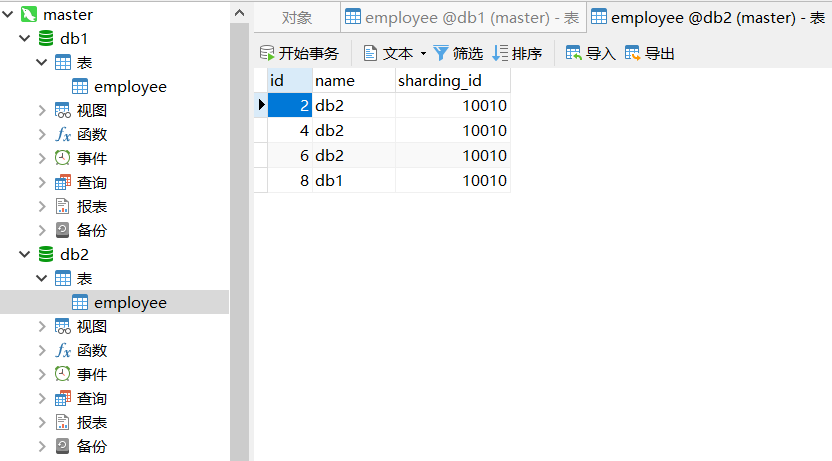 master
db1
表
employee
视图
函数
事件
查询
报表
备份
db2
表
employee
视图
函数
事件
查询
报表
备份
对象 employee @db1 (master) - 表 employee @db2 (master) - 表
开始事务 文本 筛选 排序 导入 导出
id name sharding_id
2 db2 10010
4 db2 10010
6 db2 10010
8 db1 10010